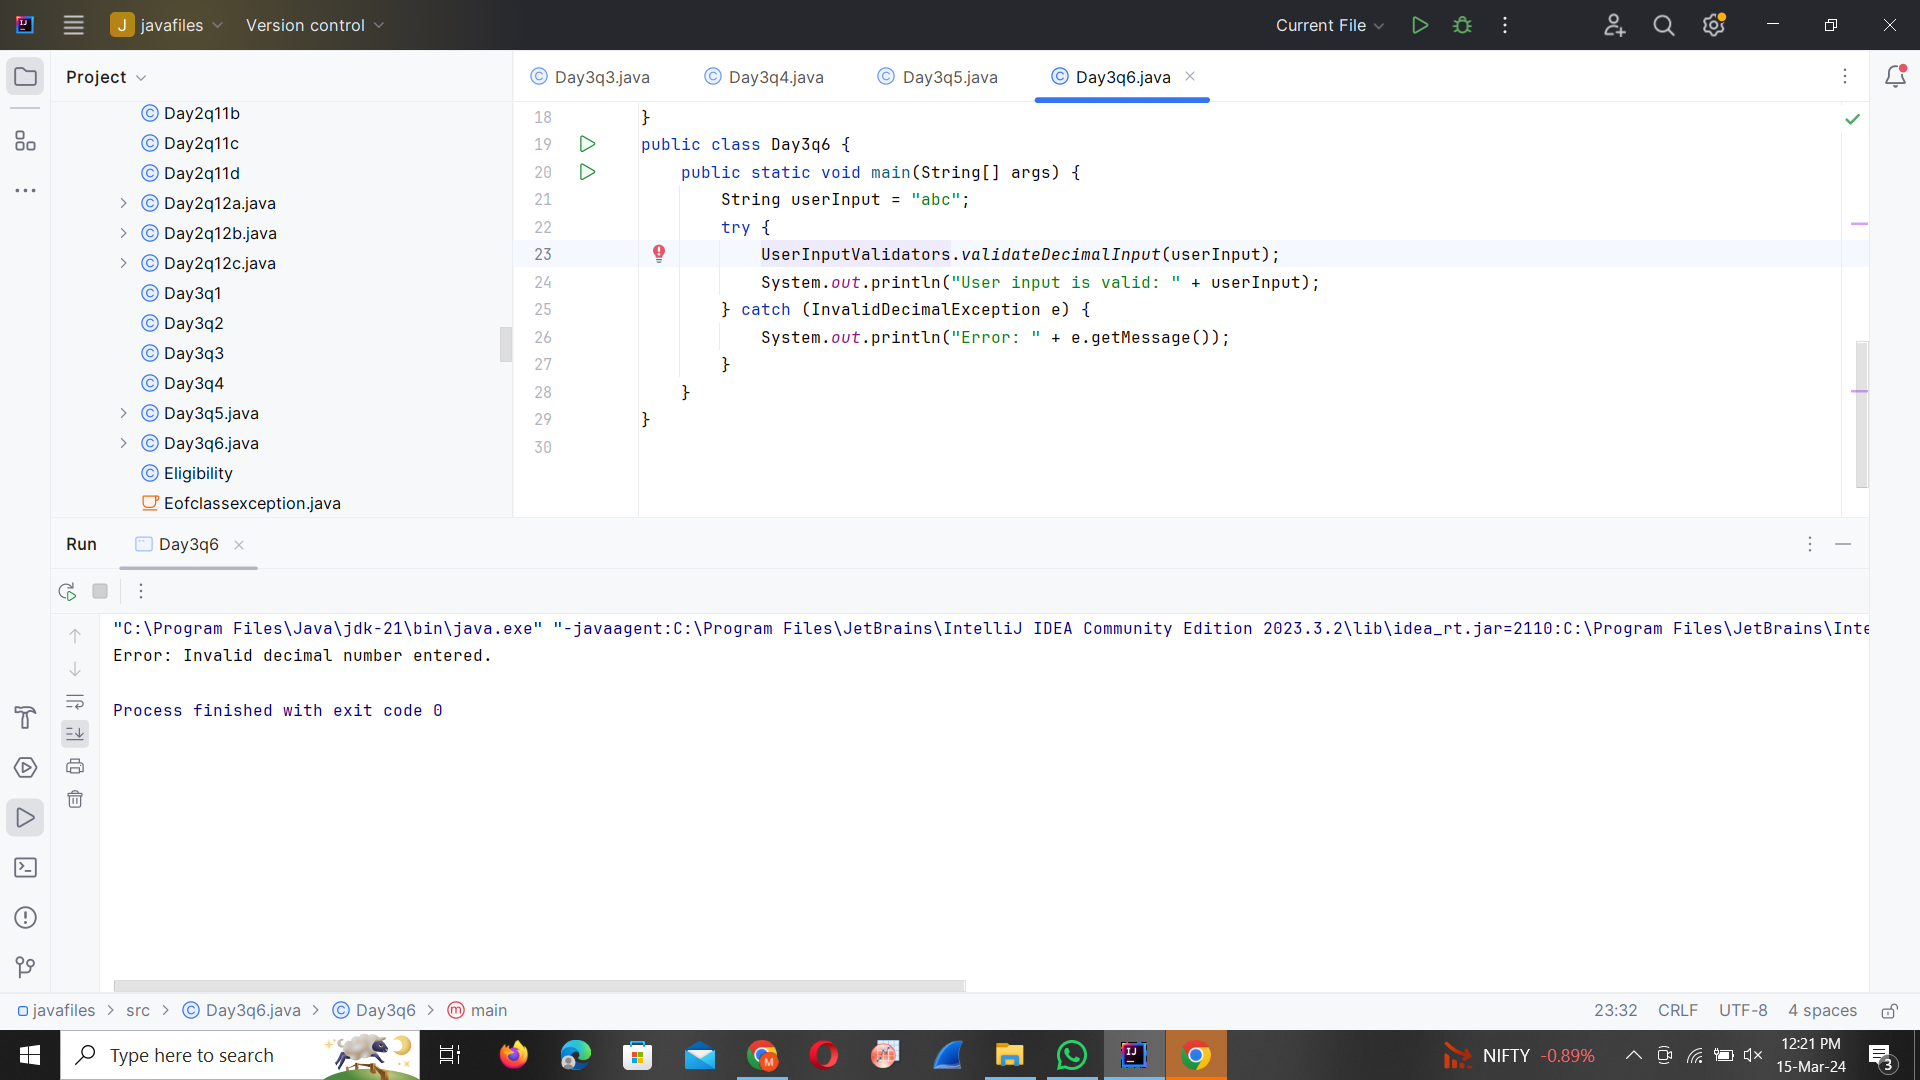 J javafiles Version control Current File
Project
Day2q11b
Day2q11c
Day2q11d
Day2q12a.java
Day2q12b.java
Day2q12c.java
Day3q1
Day3q2
Day3q3
Day3q4
Day3q5.java
Day3q6.java
Eligibility
Eofclassexception.java
Day3q3.java Day3q4.java Day3q5.java Day3q6.java
18 }
19 public class Day3q6 {
20 public static void main(String[] args) {
21 String userInput = "abc";
22 try {
23 UserInputValidators.validateDecimalInput(userInput);
24 System.out.println("User input is valid: " + userInput);
25 } catch (InvalidDecimalException e) {
26 System.out.println("Error: " + e.getMessage());
27 }
28 }
29 }
30
Run Day3q6
"C:\Program Files\Java\jdk-21\bin\java.exe" "-javaagent:C:\Program Files\JetBrains\IntelliJ IDEA Community Edition 2023.3.2\lib\idea_rt.jar=2110:C:\Program Files\JetBrains\Inte
Error: Invalid decimal number entered.
Process finished with exit code 0
javafiles > src > Day3q6.java > Day3q6 > main 23:32 CRLF UTF-8 4 spaces
Type here to search NIFTY -0.89% 12:21 PM
15-Mar-24 3